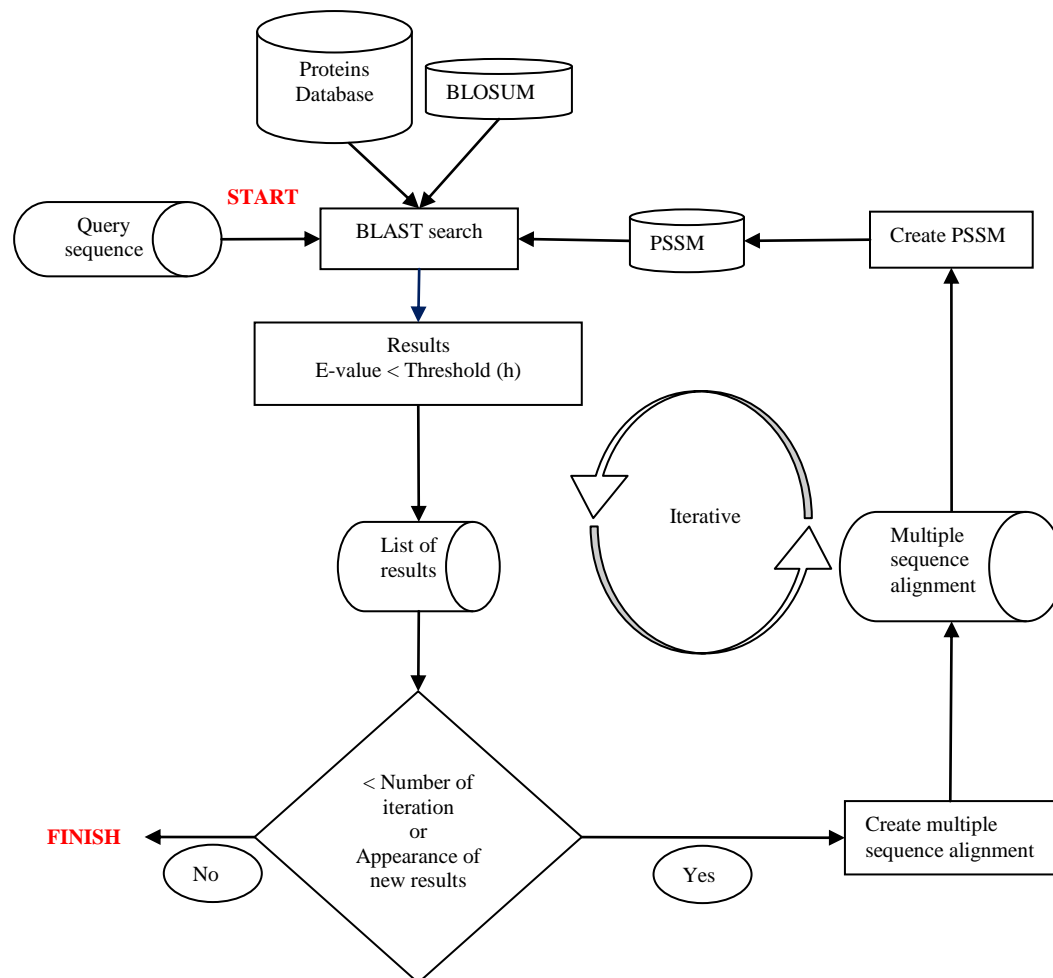 Proteins
Database
BLOSUM
START
Query
sequence
BLAST search
PSSM
Create PSSM
Results
E-value < Threshold (h)
List of
results
Iterative
Multiple
sequence
alignment
< Number of
iteration
or
Appearance of
new results
FINISH
No
Yes
Create multiple
sequence alignment